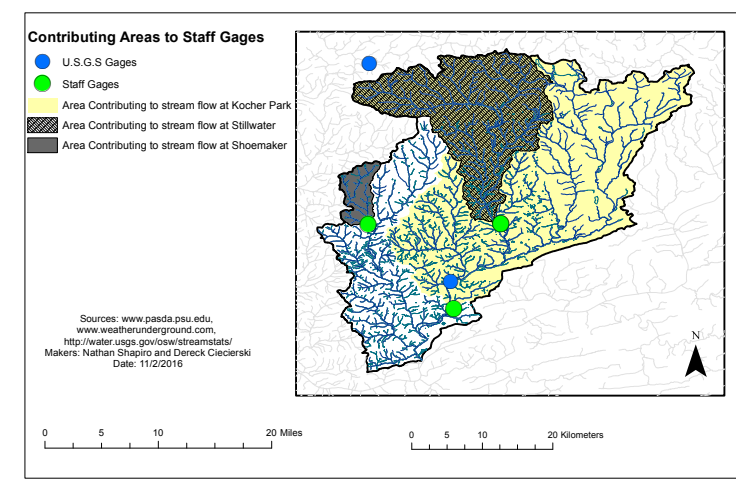 Contributing Areas to Staff Gages
U.S.G.S Gages
Staff Gages
Area Contributing to stream flow at Kocher Park
Area Contributing to stream flow at Stillwater
Area Contributing to stream flow at Shoemaker
Sources: www.pasda.psu.edu,
www.weatherunderground.com,
http://water.usgs.gov/osw/streamstats/
Makers: Nathan Shapiro and Dereck Ciecierski
Date: 11/2/2016
N
0 5 10 20 Miles
0 5 10 20 Kilometers